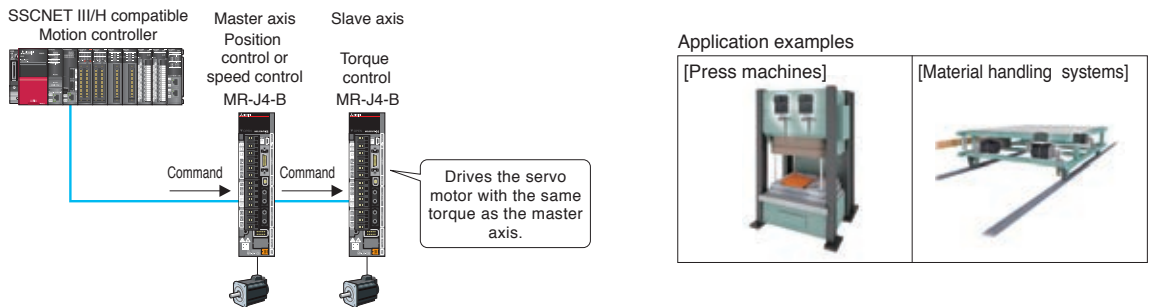 SSCNET III/H compatible
Motion controller
Master axis
Position
control or
speed control
MR-J4-B
Slave axis
Torque
control
MR-J4-B
Command
Command
Drives the servo
motor with the same
torque as the master
axis.
Application examples
[Press machines]
[Material handling systems]